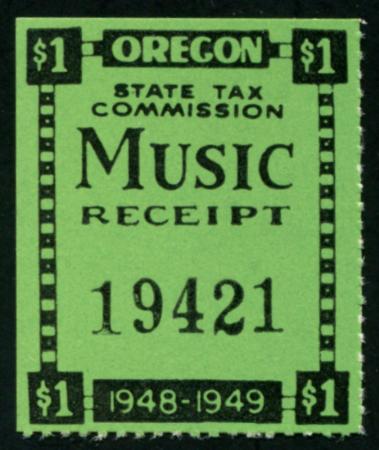 $1 OREGON $1
STATE TAX
COMMISSION
MUSIC
RECEIPT
19421
$1 1948-1949 $1